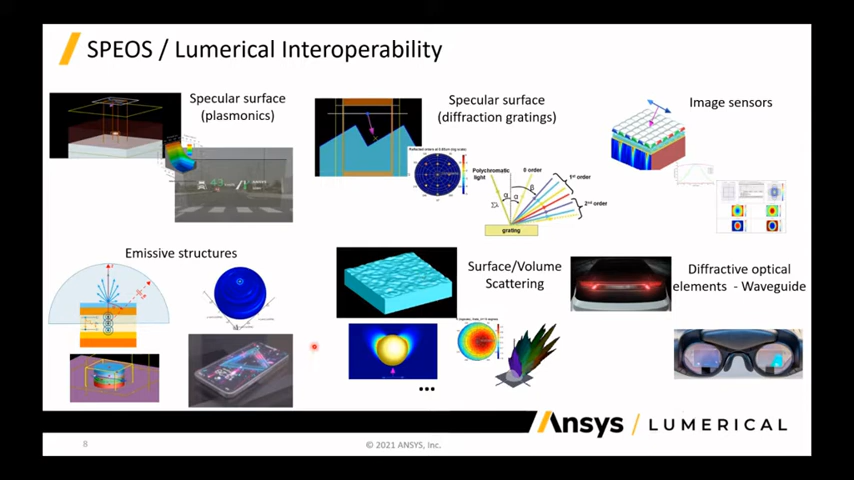 SPEOS / Lumerical Interoperability
Specular surface
(plasmonics)
Specular surface
(diffraction gratings)
Image sensors
Polychromatic
light
0 order
1st order
2nd order
grating
Emissive structures
Surface/Volume
Scattering
Diffractive optical
elements - Waveguide
...
Ansys / LUMERICAL
8
© 2021 ANSYS, Inc.